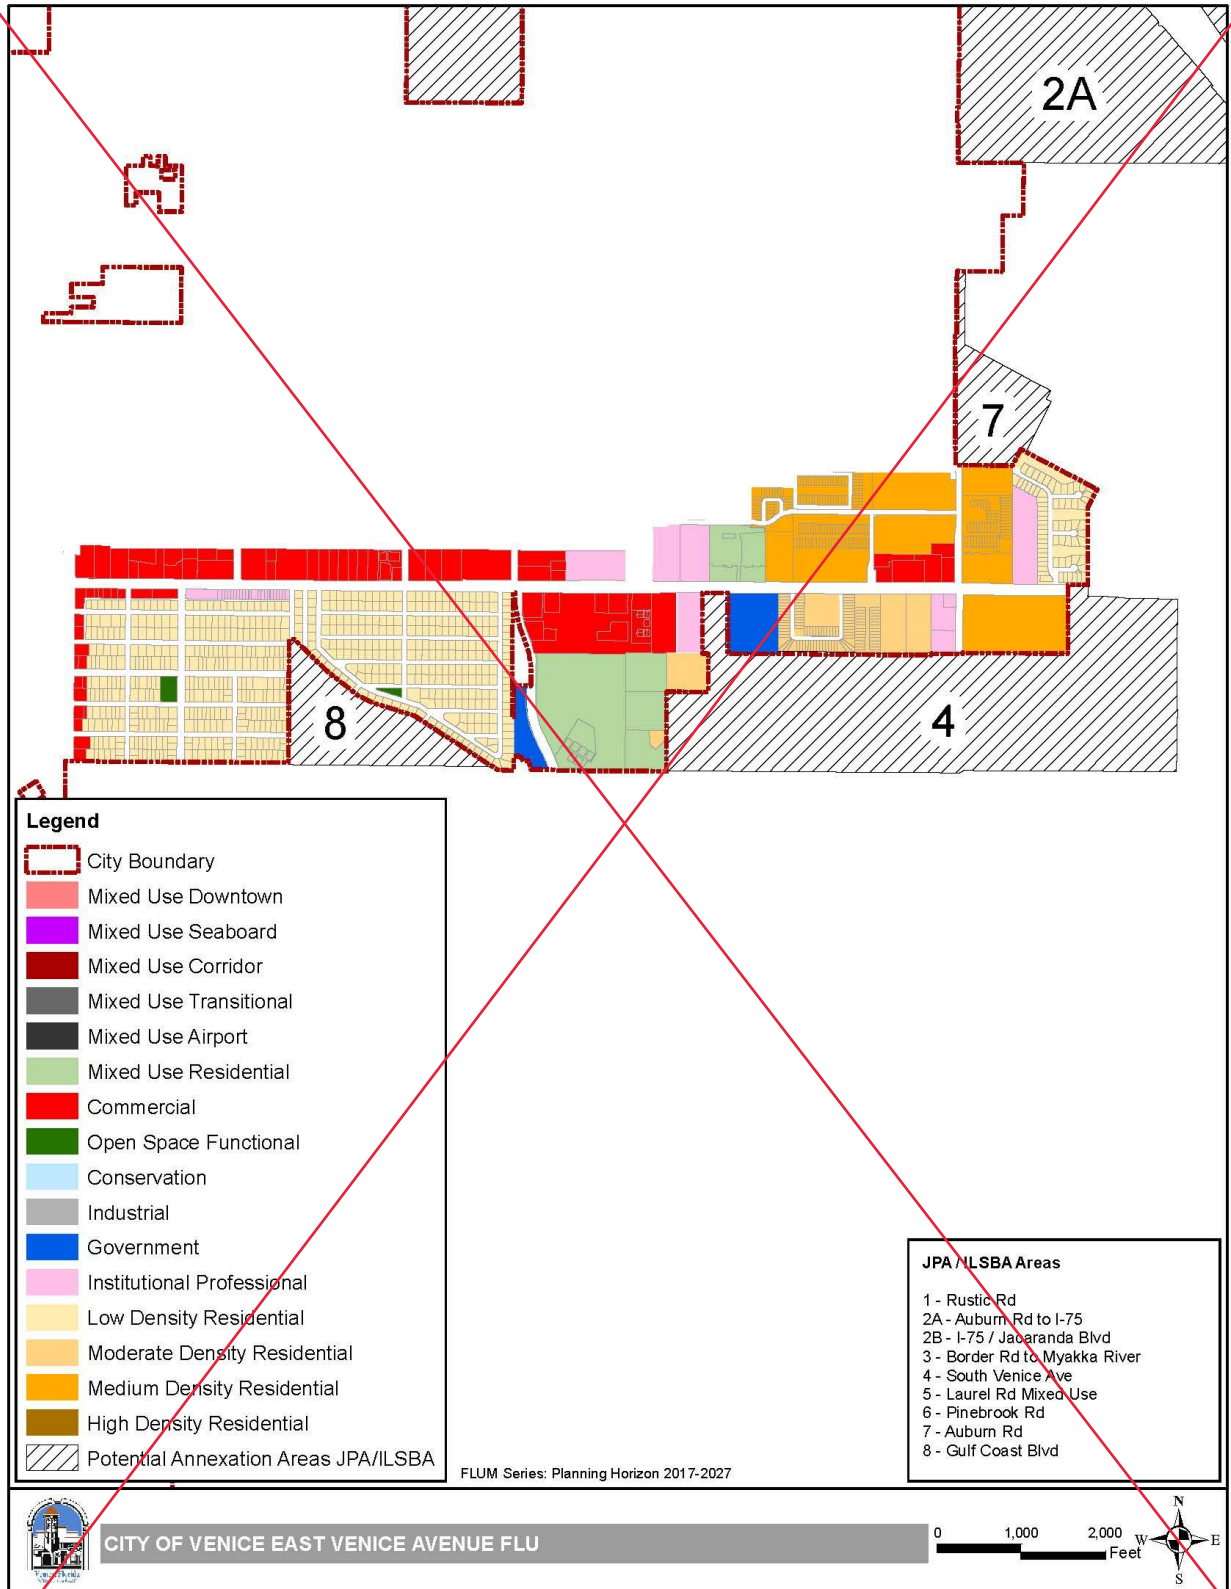 2A
7
8
4
Legend
City Boundary
Mixed Use Downtown
Mixed Use Seaboard
Mixed Use Corridor
Mixed Use Transitional
Mixed Use Airport
Mixed Use Residential
Commercial
Open Space Functional
Conservation
Industrial
Government
Institutional Professional
Low Density Residential
Moderate Density Residential
Medium Density Residential
High Density Residential
Potential Annexation Areas JPA/ILSBA
FLUM Series: Planning Horizon 2017-2027
JPA / ILSBA Areas
1 - Rustic Rd
2A - Auburn Rd to I-75
2B - I-75 / Jacaranda Blvd
3 - Border Rd to Myakka River
4 - South Venice Ave
5 - Laurel Rd Mixed Use
6 - Pinebrook Rd
7 - Auburn Rd
8 - Gulf Coast Blvd
CITY OF VENICE EAST VENICE AVENUE FLU
0 1,000 2,000
Feet
N
W E
S